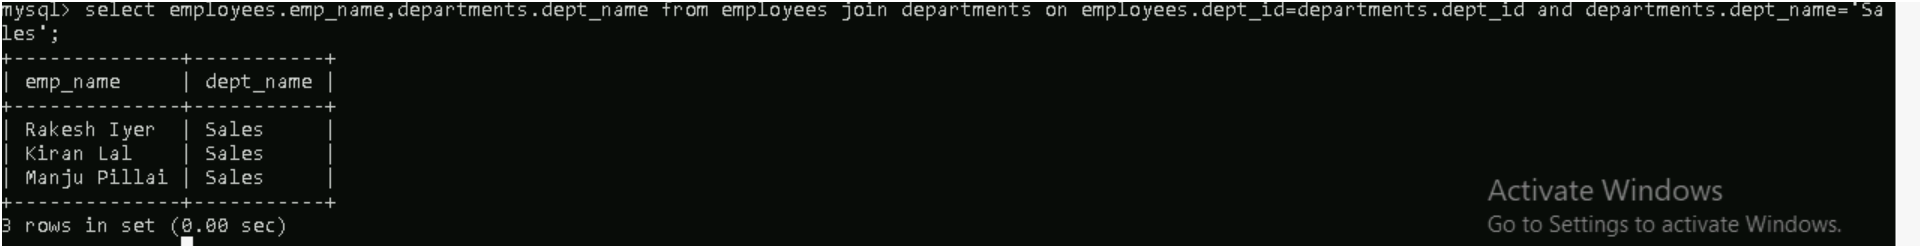 mysql> select employees.emp_name,departments.dept_name from employees join departments on employees.dept_id=departments.dept_id and departments.dept_name='Sa
les';
+--------------+-----------+
| emp_name     | dept_name |
+--------------+-----------+
| Rakesh Iyer  | Sales     |
| Kiran Lal    | Sales     |
| Manju Pillai | Sales     |
+--------------+-----------+
3 rows in set (0.00 sec)
Activate Windows
Go to Settings to activate Windows.